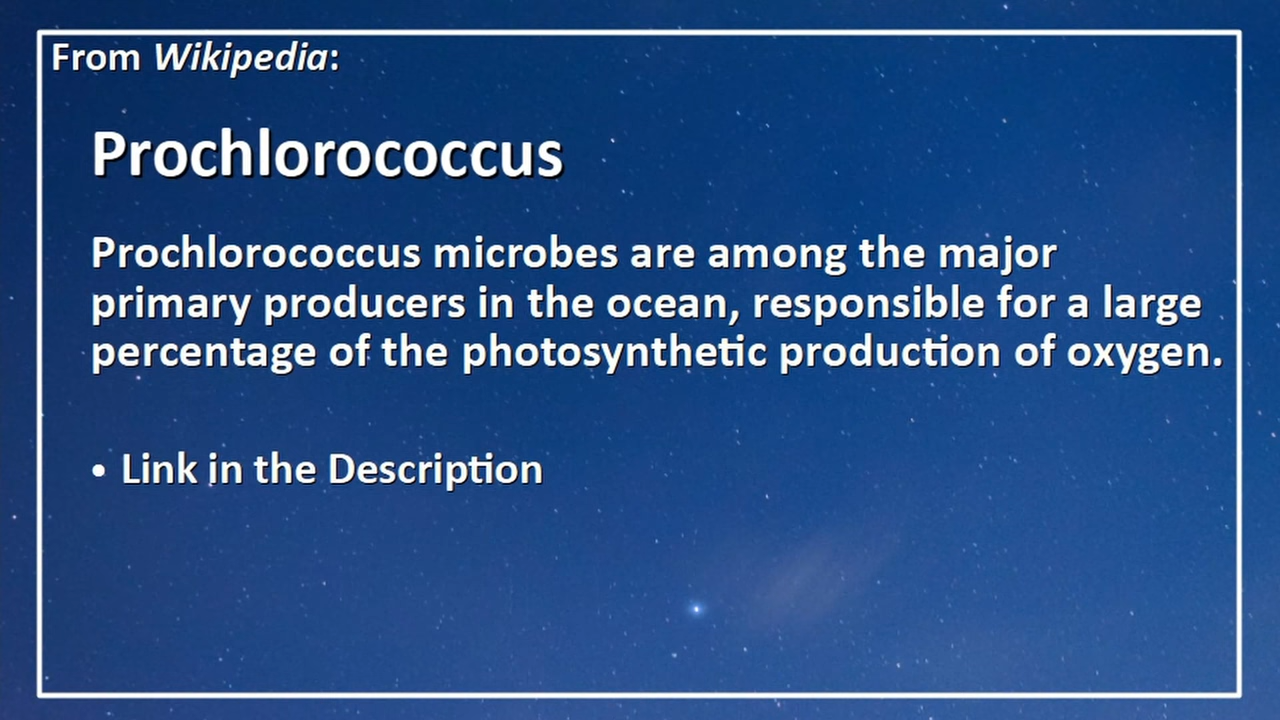 From Wikipedia:
Prochlorococcus
Prochlorococcus microbes are among the major
primary producers in the ocean, responsible for a large
percentage of the photosynthetic production of oxygen.
• Link in the Description